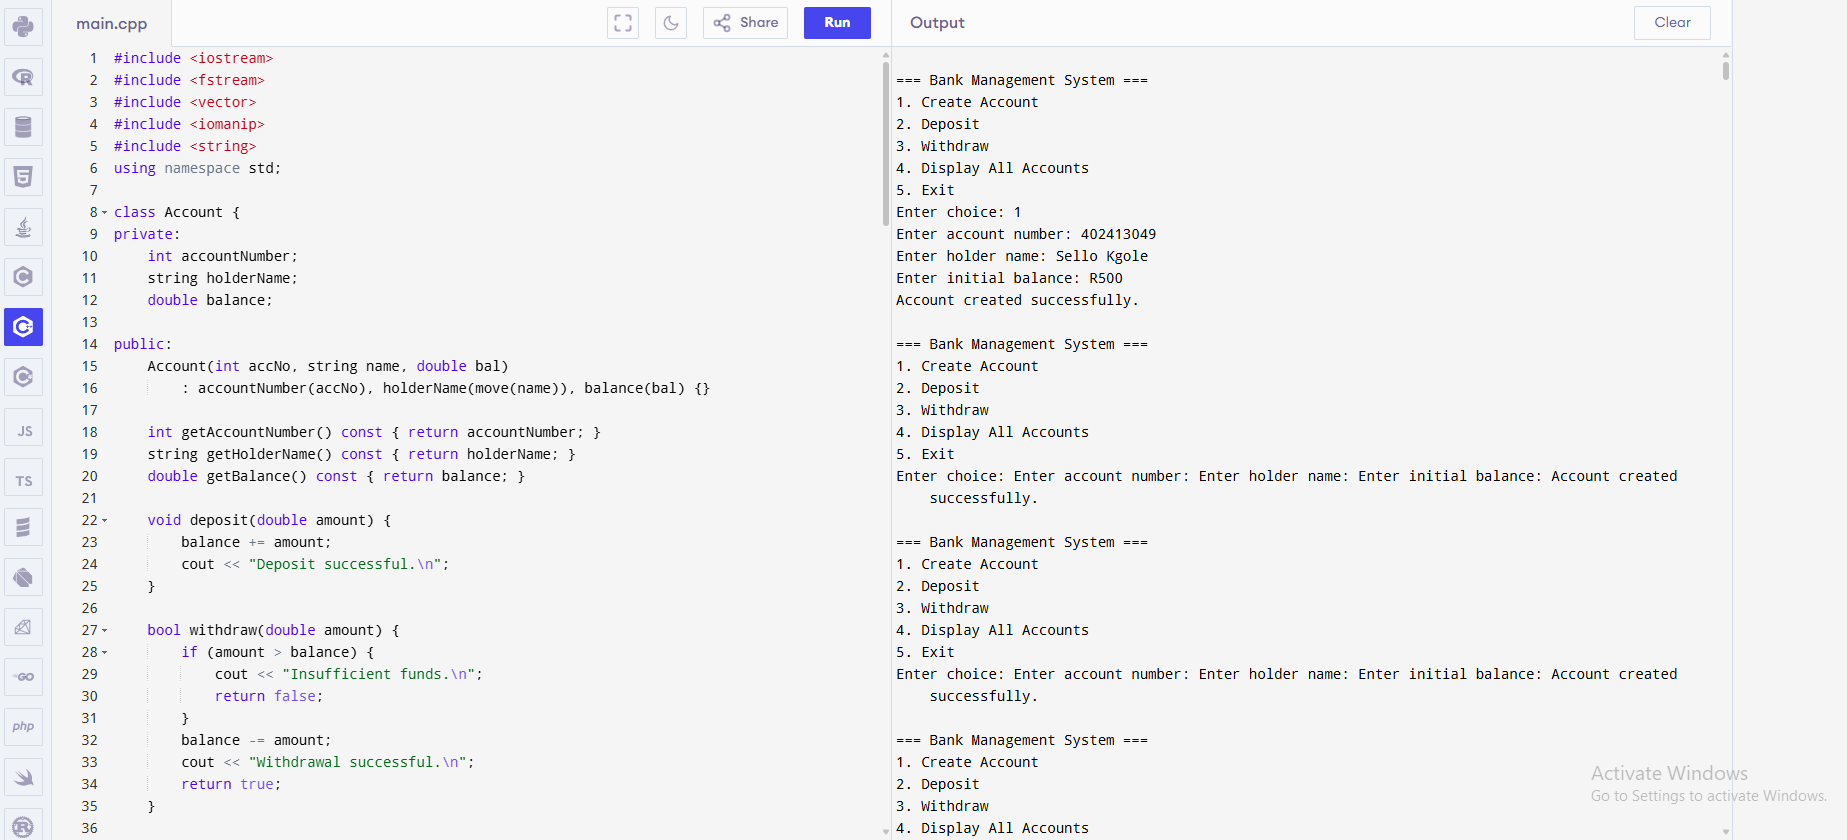 main.cpp
Share
Run
Output
Clear
JS
TS
GO
php
1 #include <iostream>
2 #include <fstream>
3 #include <vector>
4 #include <iomanip>
5 #include <string>
6 using namespace std;
7
8 class Account {
9 private:
10     int accountNumber;
11     string holderName;
12     double balance;
13
14 public:
15     Account(int accNo, string name, double bal)
16         : accountNumber(accNo), holderName(move(name)), balance(bal) {}
17
18     int getAccountNumber() const { return accountNumber; }
19     string getHolderName() const { return holderName; }
20     double getBalance() const { return balance; }
21
22     void deposit(double amount) {
23         balance += amount;
24         cout << "Deposit successful.\n";
25     }
26
27     bool withdraw(double amount) {
28         if (amount > balance) {
29             cout << "Insufficient funds.\n";
30             return false;
31         }
32         balance -= amount;
33         cout << "Withdrawal successful.\n";
34         return true;
35     }
36
=== Bank Management System ===
1. Create Account
2. Deposit
3. Withdraw
4. Display All Accounts
5. Exit
Enter choice: 1
Enter account number: 402413049
Enter holder name: Sello Kgole
Enter initial balance: R500
Account created successfully.
=== Bank Management System ===
1. Create Account
2. Deposit
3. Withdraw
4. Display All Accounts
5. Exit
Enter choice: Enter account number: Enter holder name: Enter initial balance: Account created
successfully.
=== Bank Management System ===
1. Create Account
2. Deposit
3. Withdraw
4. Display All Accounts
5. Exit
Enter choice: Enter account number: Enter holder name: Enter initial balance: Account created
successfully.
=== Bank Management System ===
1. Create Account
2. Deposit
3. Withdraw
4. Display All Accounts
Activate Windows
Go to Settings to activate Windows.